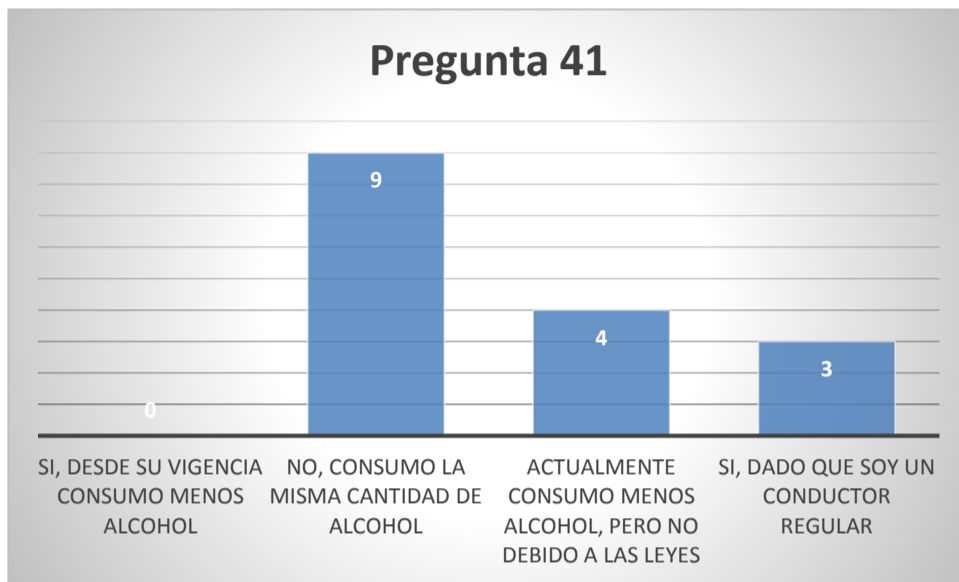 Pregunta 41
0
9
4
3
SI, DESDE SU VIGENCIA
CONSUMO MENOS
ALCOHOL
NO, CONSUMO LA
MISMA CANTIDAD DE
ALCOHOL
ACTUALMENTE
CONSUMO MENOS
ALCOHOL, PERO NO
DEBIDO A LAS LEYES
SI, DADO QUE SOY UN
CONDUCTOR
REGULAR